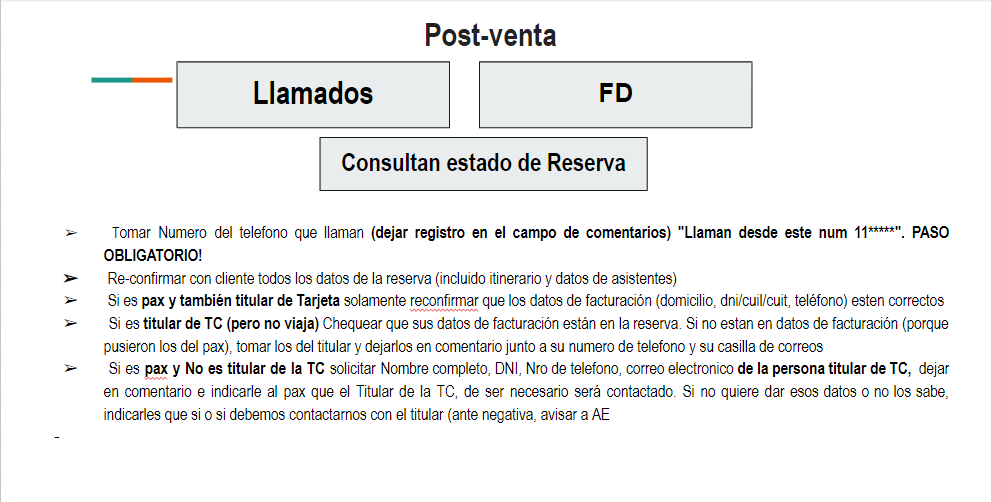 Post-venta
Llamados
FD
Consultan estado de Reserva
➢ Tomar Numero del telefono que llaman (dejar registro en el campo de comentarios) "Llaman desde este num 11*****". PASO
OBLIGATORIO!
➢ Re-confirmar con cliente todos los datos de la reserva (incluido itinerario y datos de asistentes)
➢ Si es pax y también titular de Tarjeta solamente reconfirmar que los datos de facturación (domicilio, dni/cuil/cuit, teléfono) esten correctos
➢ Si es titular de TC (pero no viaja) Chequear que sus datos de facturación están en la reserva. Si no estan en datos de facturación (porque
pusieron los del pax), tomar los del titular y dejarlos en comentario junto a su numero de telefono y su casilla de correos
➢ Si es pax y No es titular de la TC solicitar Nombre completo, DNI, Nro de telefono, correo electronico de la persona titular de TC, dejar
en comentario e indicarle al pax que el Titular de la TC, de ser necesario será contactado. Si no quiere dar esos datos o no los sabe,
indicarles que si o si debemos contactarnos con el titular (ante negativa, avisar a AE
-